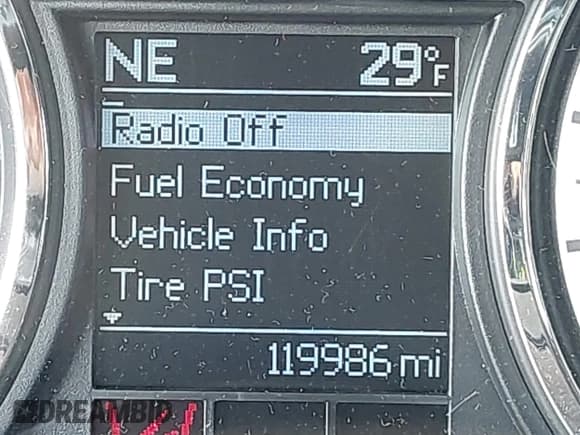 NE 29°F
Radio Off
Fuel Economy
Vehicle Info
Tire PSI
119986 mi
DREAMBID